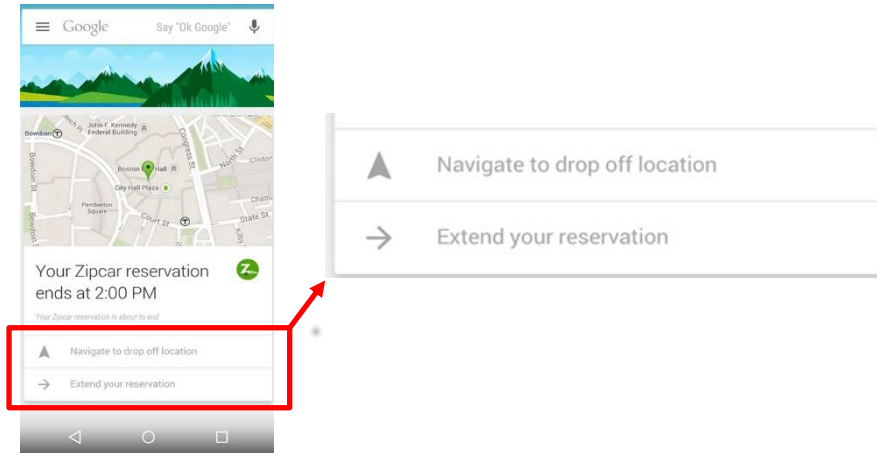 Google Say "Ok Google"
John F. Kennedy
Federal Building
Bowdoin
Congress St
North St
Clinton
Bowdoin St
Boston Hall
City Hall Plaza
Pemberton
Square
Court St
State St
Bowdoin
Your Zipcar reservation
ends at 2:00 PM
Your Zipcar reservation is about to end
Navigate to drop off location
Extend your reservation
Navigate to drop off location
Extend your reservation